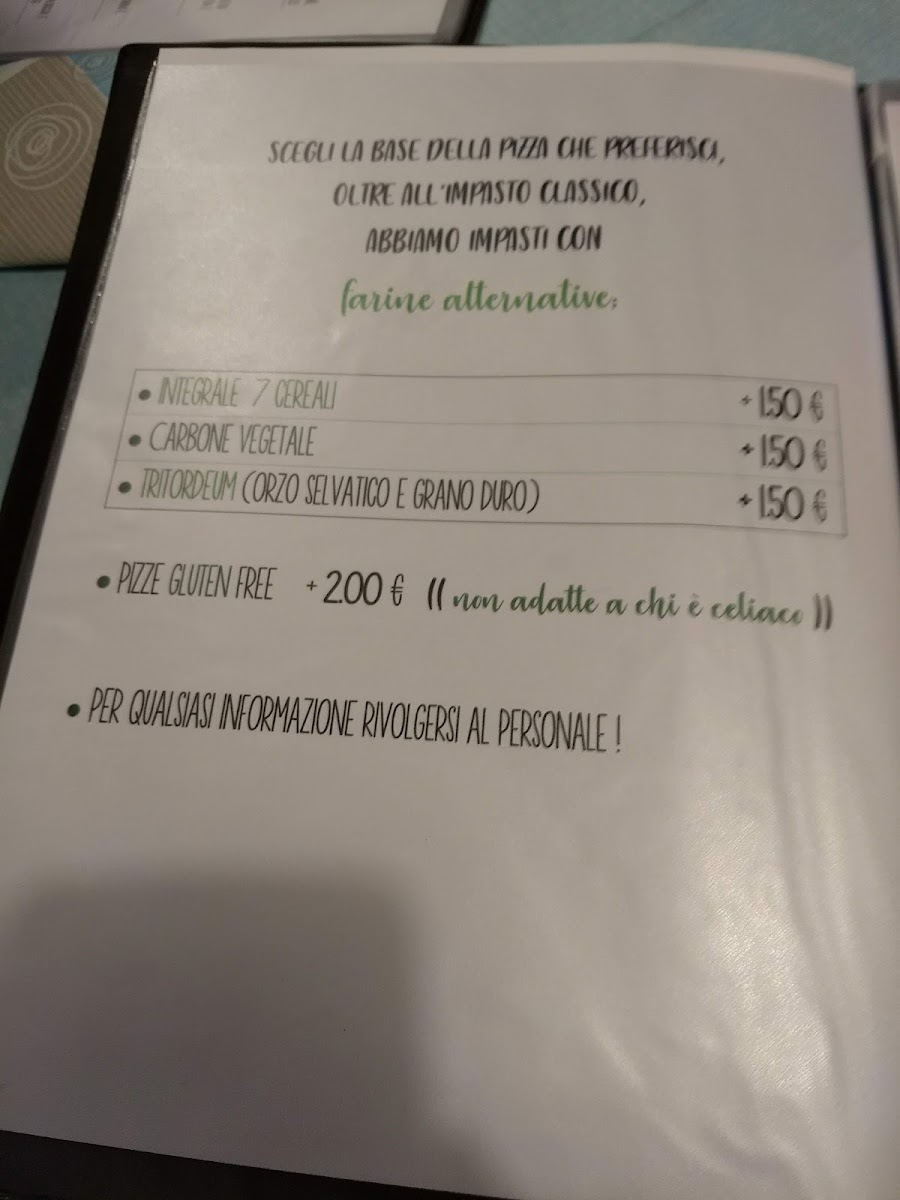 SCEGLI LA BASE DELLA PIZZA CHE PREFERISCI,
OLTRE ALL'IMPASTO CLASSICO,
ABBIAMO IMPASTI CON
farine alternative:
• INTEGRALE 7 CEREALI + 1.50 €
• CARBONE VEGETALE + 1.50 €
• TRITORDEUM (ORZO SELVATICO E GRANO DURO) + 1.50 €
• PIZZE GLUTEN FREE + 2.00 € (( non adatte a chi è celiaco ))
• PER QUALSIASI INFORMAZIONE RIVOLGERSI AL PERSONALE !